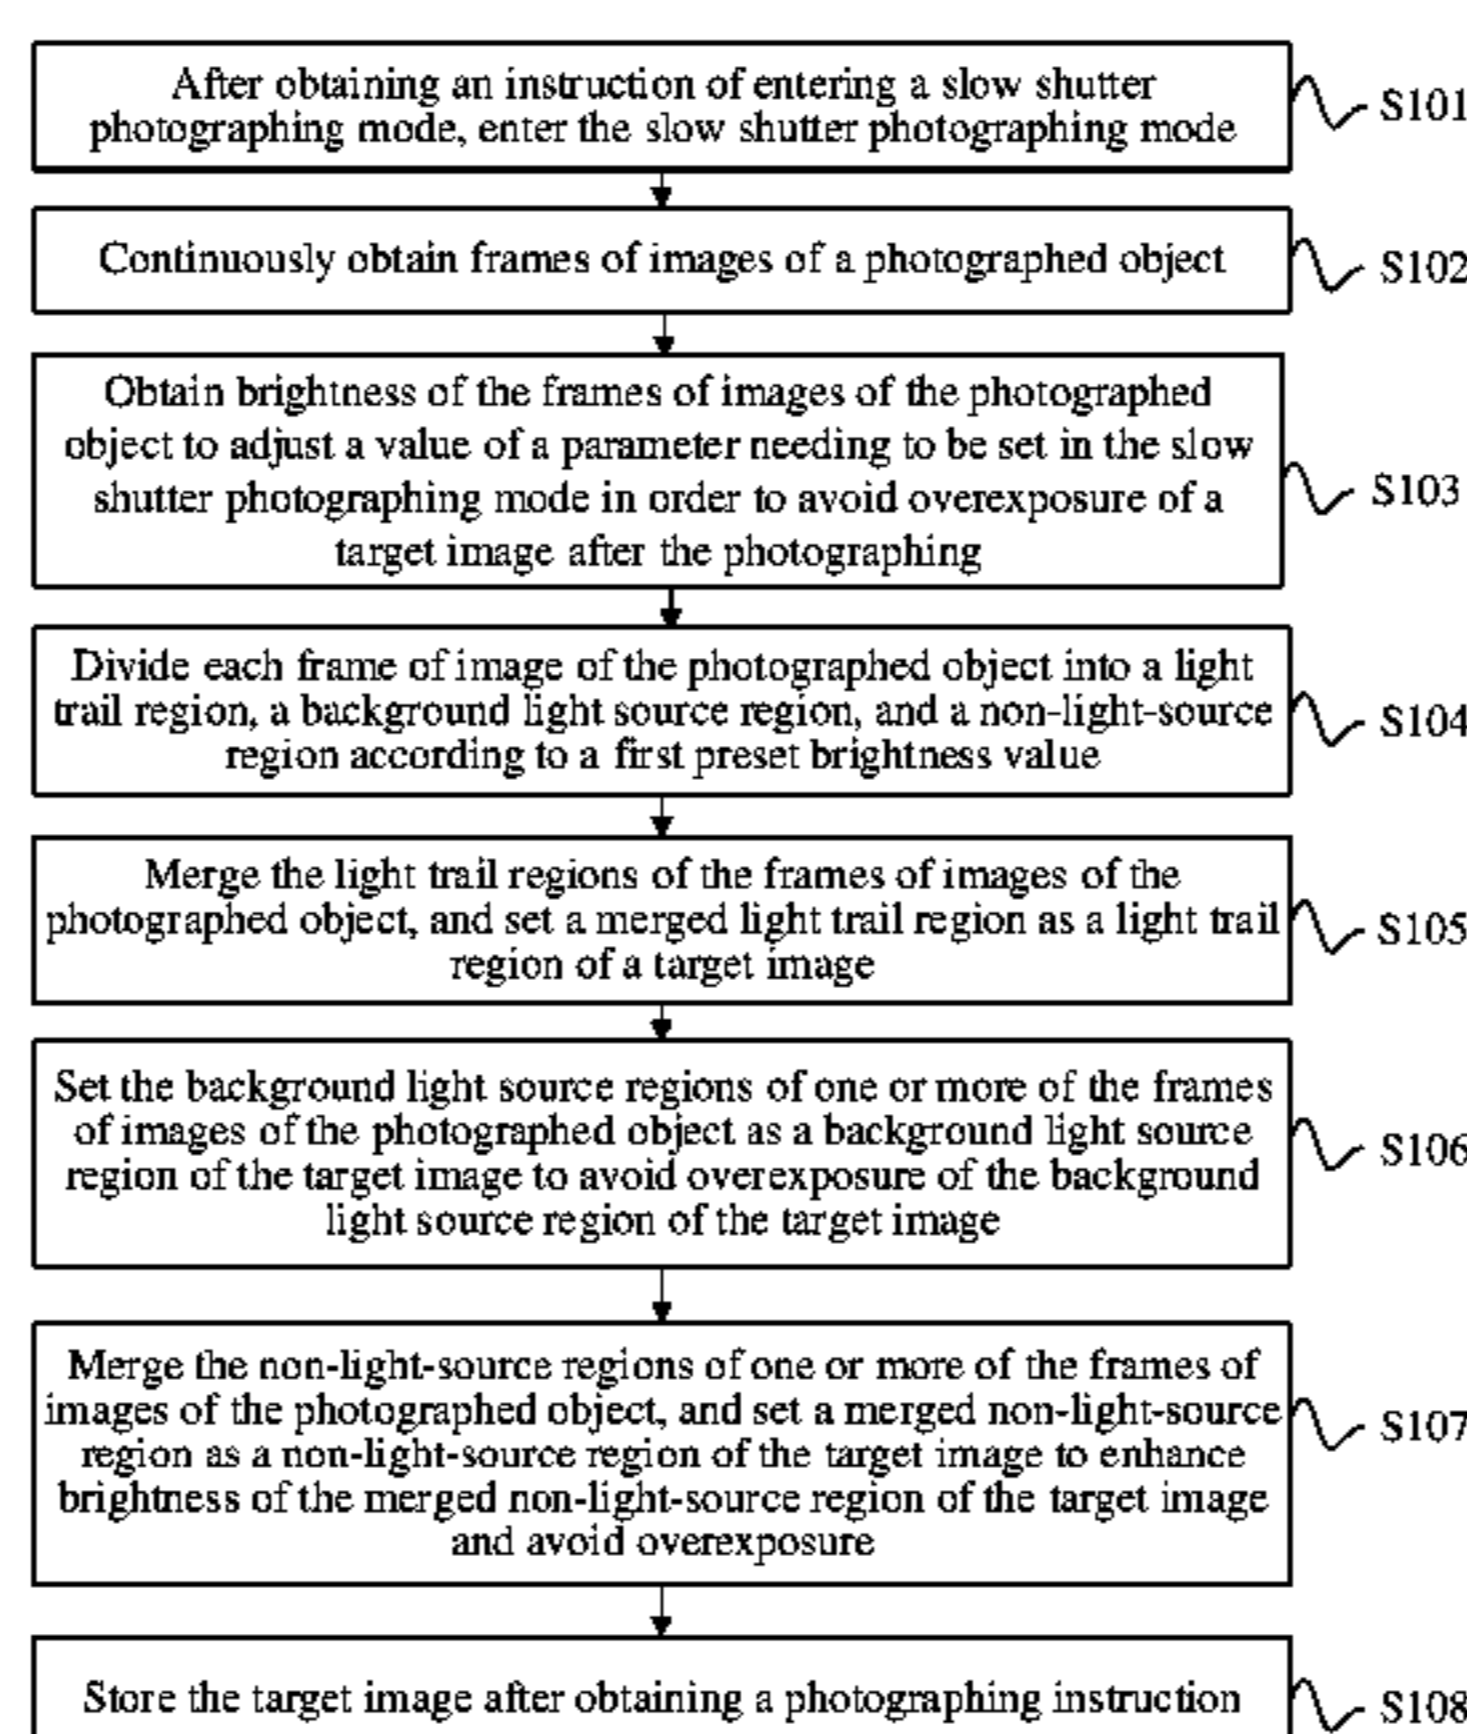 After obtaining an instruction of entering a slow shutter
photographing mode, enter the slow shutter photographing mode
S101
Continuously obtain frames of images of a photographed object
S102
Obtain brightness of the frames of images of the photographed
object to adjust a value of a parameter needing to be set in the slow
shutter photographing mode in order to avoid overexposure of a
target image after the photographing
S103
Divide each frame of image of the photographed object into a light
trail region, a background light source region, and a non-light-source
region according to a first preset brightness value
S104
Merge the light trail regions of the frames of images of the
photographed object, and set a merged light trail region as a light trail
region of a target image
S105
Set the background light source regions of one or more of the frames
of images of the photographed object as a background light source
region of the target image to avoid overexposure of the background
light source region of the target image
S106
Merge the non-light-source regions of one or more of the frames of
images of the photographed object, and set a merged non-light-source
region as a non-light-source region of the target image to enhance
brightness of the merged non-light-source region of the target image
and avoid overexposure
S107
Store the target image after obtaining a photographing instruction
S108